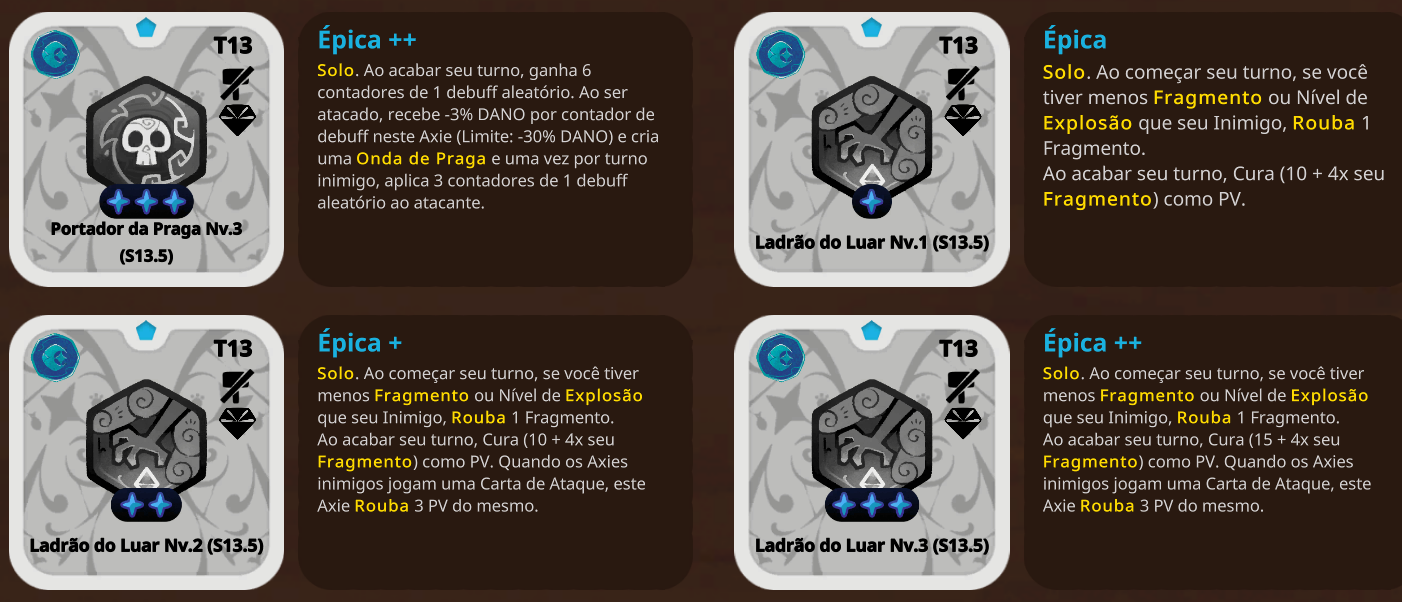 T13
Portador da Praga Nv.3
(S13.5)
Épica ++
Solo. Ao acabar seu turno, ganha 6
contadores de 1 debuff aleatório. Ao ser
atacado, recebe -3% DANO por contador de
debuff neste Axie (Limite: -30% DANO) e cria
uma Onda de Praga e uma vez por turno
inimigo, aplica 3 contadores de 1 debuff
aleatório ao atacante.
T13
Ladrão do Luar Nv.1 (S13.5)
Épica
Solo. Ao começar seu turno, se você
tiver menos Fragmento ou Nível de
Explosão que seu Inimigo, Rouba 1
Fragmento.
Ao acabar seu turno, Cura (10 + 4x seu
Fragmento) como PV.
T13
Ladrão do Luar Nv.2 (S13.5)
Épica +
Solo. Ao começar seu turno, se você tiver
menos Fragmento ou Nível de Explosão
que seu Inimigo, Rouba 1 Fragmento.
Ao acabar seu turno, Cura (10 + 4x seu
Fragmento) como PV. Quando os Axies
inimigos jogam uma Carta de Ataque, este
Axie Rouba 3 PV do mesmo.
T13
Ladrão do Luar Nv.3 (S13.5)
Épica ++
Solo. Ao começar seu turno, se você tiver
menos Fragmento ou Nível de Explosão
que seu Inimigo, Rouba 1 Fragmento.
Ao acabar seu turno, Cura (15 + 4x seu
Fragmento) como PV. Quando os Axies
inimigos jogam uma Carta de Ataque, este
Axie Rouba 3 PV do mesmo.